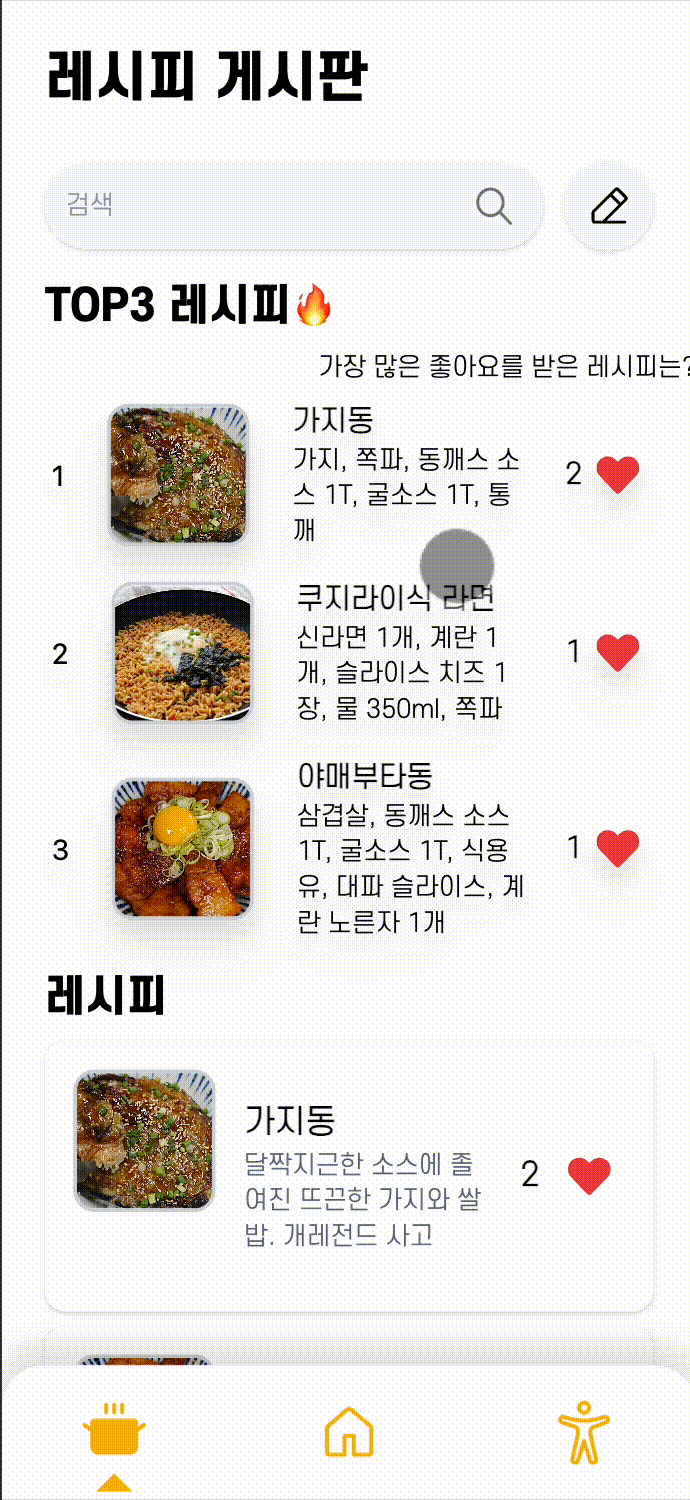 레시피 게시판
검색
TOP3 레시피🔥
가장 많은 좋아요를 받은 레시피는?
1
가지동
가지, 쪽파, 동깨스 소
스 1T, 굴소스 1T, 통
깨
2
2
쿠지라이식 라면
신라면 1개, 계란 1
개, 슬라이스 치즈 1
장, 물 350ml, 쪽파
1
3
야매부타동
삼겹살, 동깨스 소스
1T, 굴소스 1T, 식용
유, 대파 슬라이스, 계
란 노른자 1개
1
레시피
가지동
달짝지근한 소스에 졸
여진 뜨끈한 가지와 쌀
밥. 개레전드 사고
2